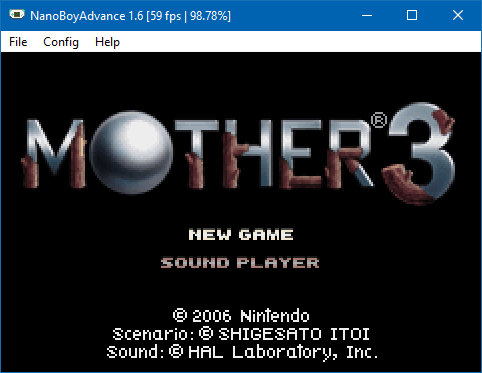 NanoBoyAdvance 1.6 [59 fps | 98.78%]
File Config Help
MOTHER® 3
NEW GAME
SOUND PLAYER
© 2006 Nintendo
Scenario: © SHIGESATO ITOI
Sound: © HAL Laboratory, Inc.